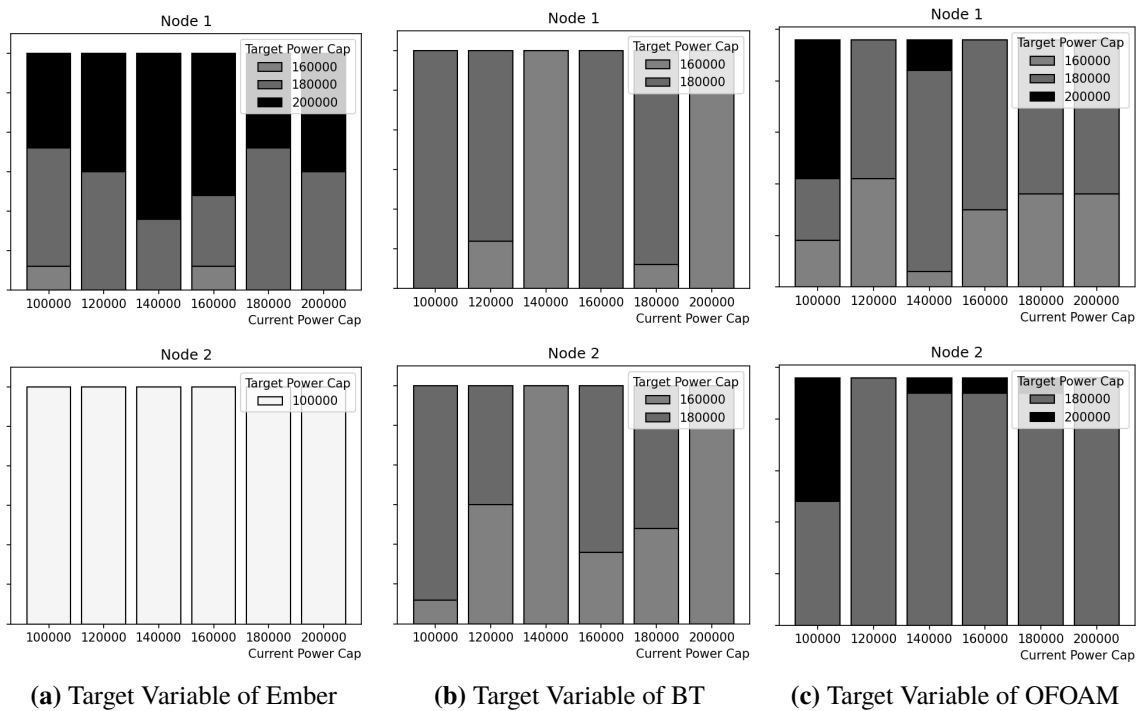 Node 1
Target Power Cap
160000
180000
200000
100000 120000 140000 160000 180000 200000
Current Power Cap
Node 2
Target Power Cap
100000
100000 120000 140000 160000 180000 200000
Current Power Cap
(a) Target Variable of Ember
Node 1
Target Power Cap
160000
180000
100000 120000 140000 160000 180000 200000
Current Power Cap
Node 2
Target Power Cap
160000
180000
100000 120000 140000 160000 180000 200000
Current Power Cap
(b) Target Variable of BT
Node 1
Target Power Cap
160000
180000
200000
100000 120000 140000 160000 180000 200000
Current Power Cap
Node 2
Target Power Cap
180000
200000
100000 120000 140000 160000 180000 200000
Current Power Cap
(c) Target Variable of OFOAM